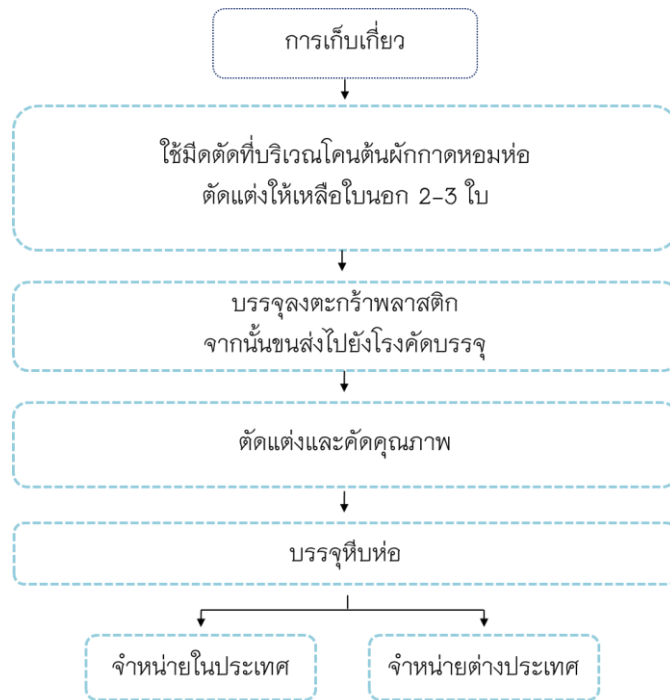 การเก็บเกี่ยว
ใช้มีดตัดที่บริเวณโคนต้นผักกาดหอมห่อ
ตัดแต่งให้เหลือใบนอก 2-3 ใบ
บรรจุลงตะกร้าพลาสติก
จากนั้นขนส่งไปยังโรงคัดบรรจุ
ตัดแต่งและคัดคุณภาพ
บรรจุหีบห่อ
จำหน่ายในประเทศ
จำหน่ายต่างประเทศ